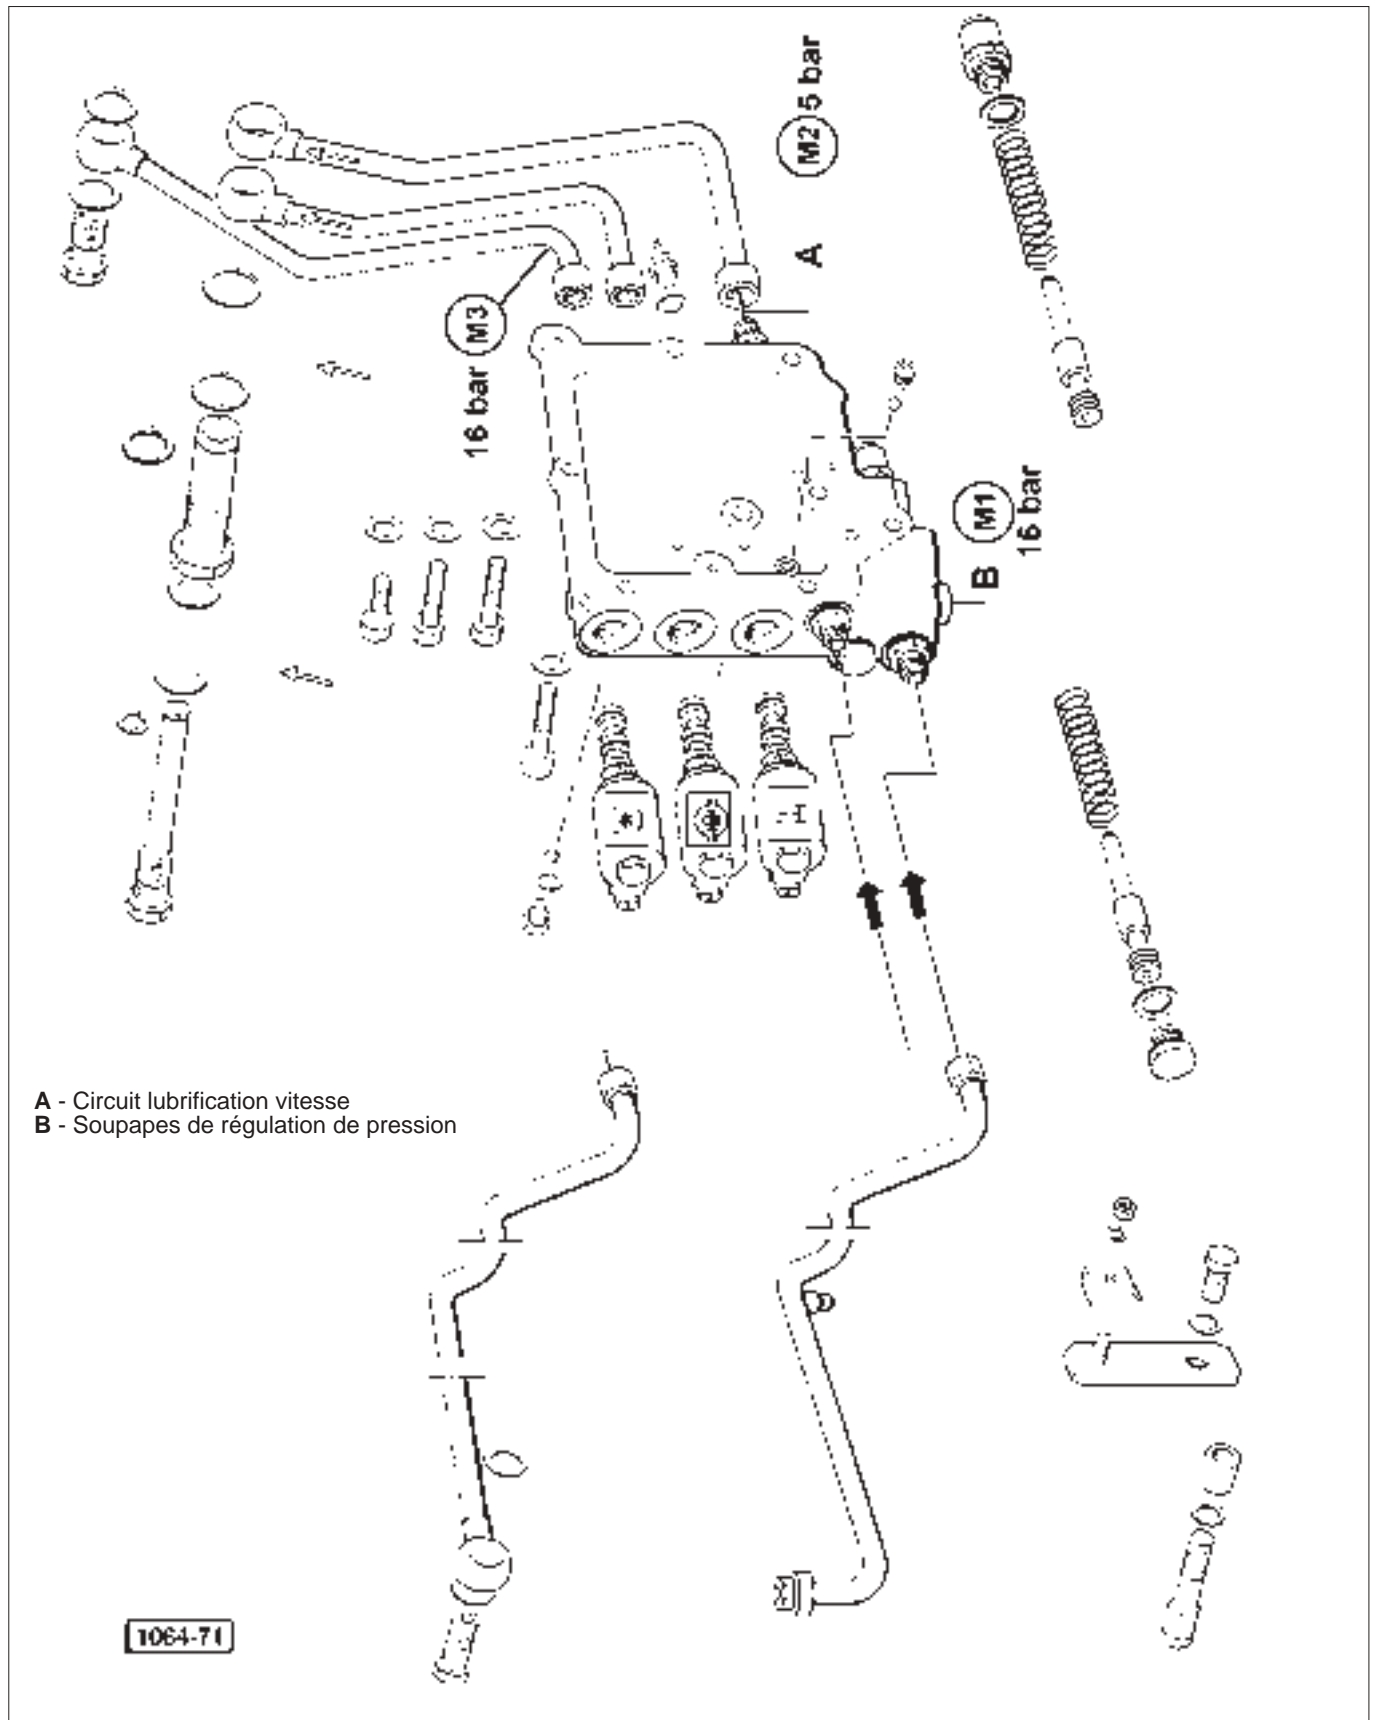 M2 5 bar
A
16 bar M3
M1
16 bar
B
A - Circuit lubrification vitesse
B - Soupapes de régulation de pression
1064-71